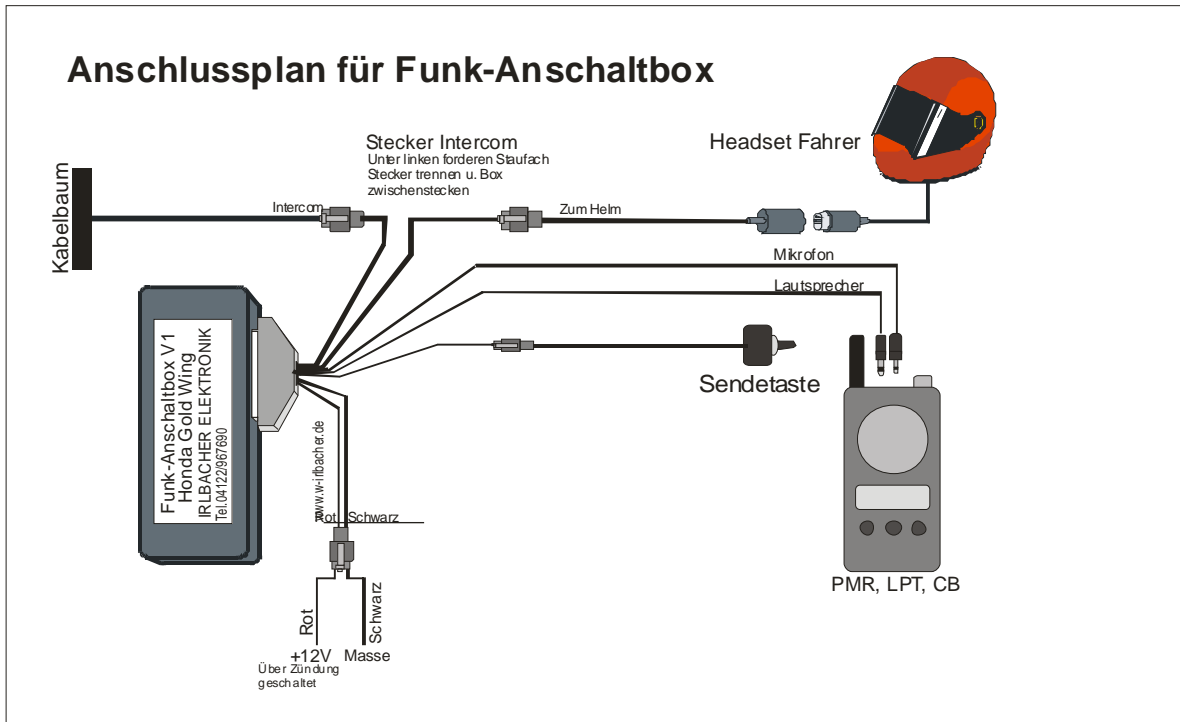 Anschlussplan für Funk-Anschaltbox
Stecker Intercom
Unter linken forderen Staufach
Stecker trennen u. Box
zwischenstecken
Headset Fahrer
Kabelbaum
Intercom
Zum Helm
Mikrofon
Lautsprecher
Sendetaste
Funk-Anschaltbox V.1
Honda Gold Wing
IRLBACHER ELEKTRONIK
Tel.04122/967690
www.w-irlbacher.de
Rot Schwarz
Rot
Schwarz
+12V Masse
Über Zündung
geschaltet
PMR, LPT, CB